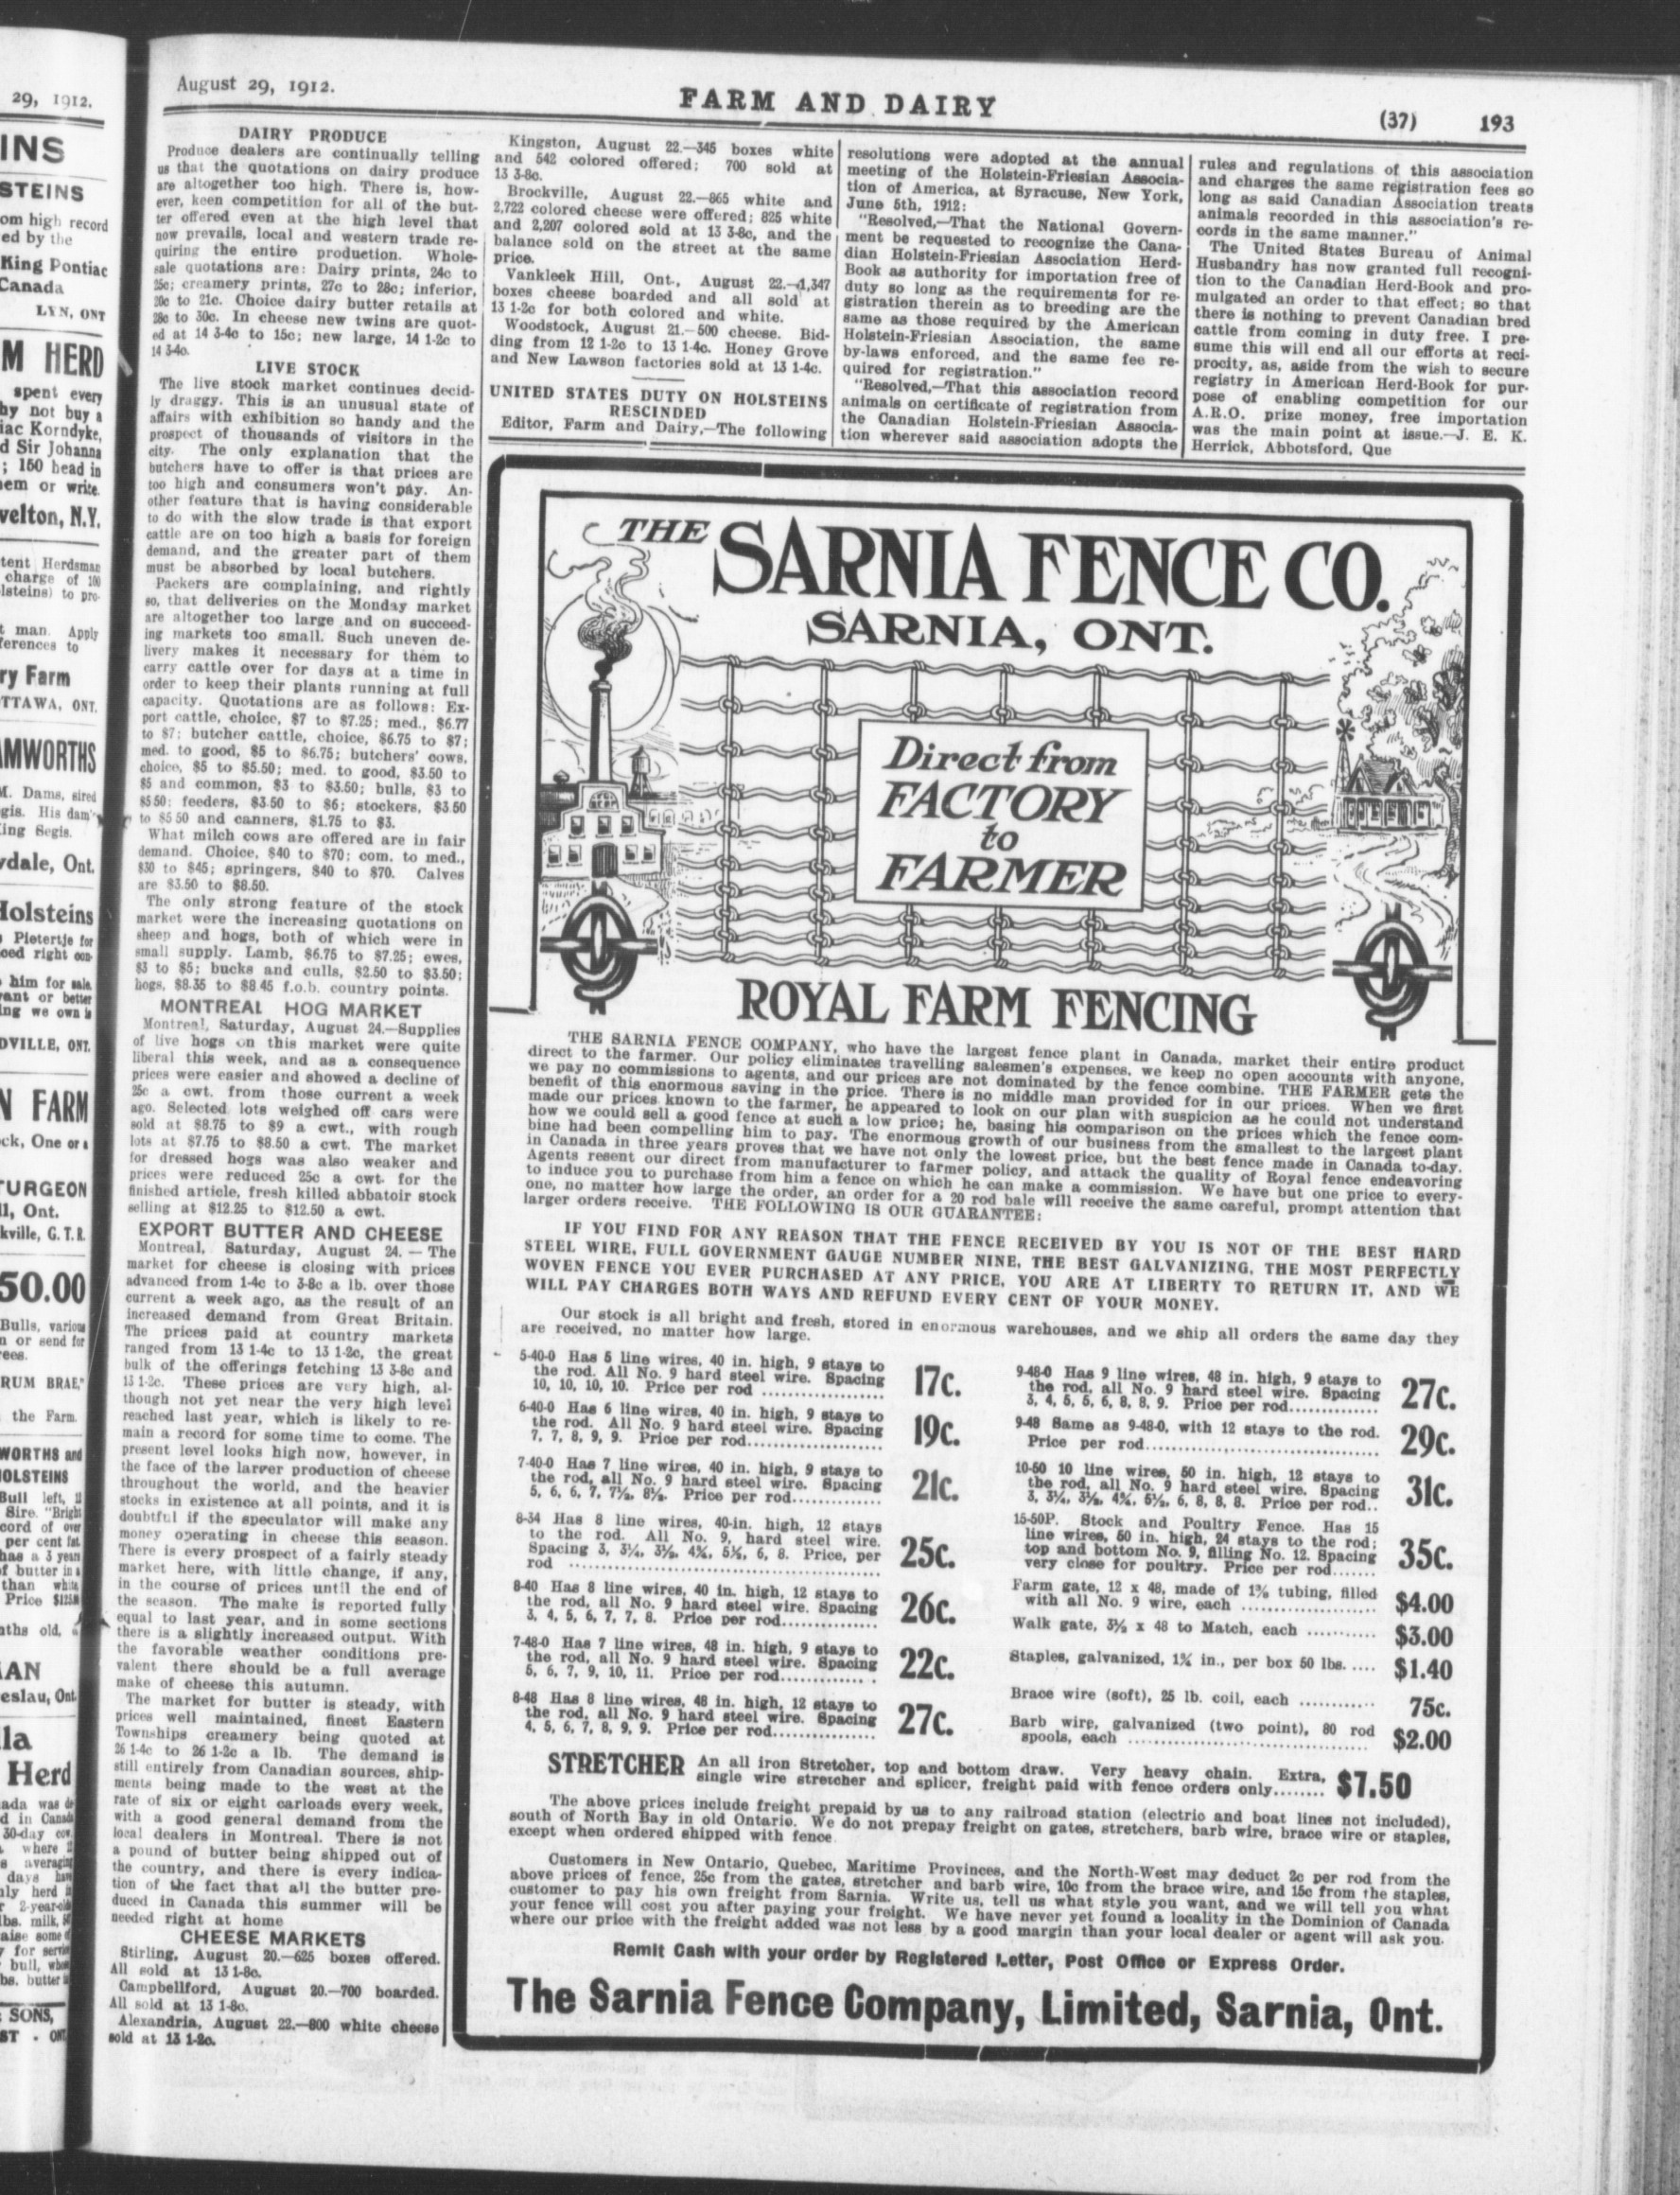 29, 1912.
INS
STEINS
om high record
ed by the
King Pontiac
Canada
LYN, ONT
M HERD
spent every
hy not buy a
iac Korndyke,
d Sir Johanna
; 150 head in
em or write.
velton, N.Y.
tent Herdsman
charge of 100
lsteins) to pro-
t man. Apply
ferences to
ry Farm
TTAWA, ONT.
AMWORTHS
M. Dams, sired
gis. His dam's
ing Segis.
dale, Ont.
Holsteins
Pietertje for
ced right con-
him for sale.
ant or better
ing we own is
DVILLE, ONT.
N FARM
ck, One or a
TURGEON
ll, Ont.
kville, G.T.R.
50.00
Bulls, various
n or send for
rees.
RUM BRAE,"
the Farm.
WORTHS and
HOLSTEINS
SONS,
August 29, 1912.
FARM AND DAIRY
(37) 193
DAIRY PRODUCE
Produce dealers are continually telling
us that the quotations on dairy produce
are altogether too high. There is, how-
ever, keen competition for all of the but-
ter offered even at the high level that
now prevails, local and western trade re-
quiring the entire production. Whole-
sale quotations are: Dairy prints, 24c to
25c; creamery prints, 27c to 28c; inferior,
20c to 21c. Choice dairy butter retails at
28c to 30c. In cheese new twins are quot-
ed at 14 3-4c to 15c; new large, 14 1-2c to
14 3-4c.
LIVE STOCK
The live stock market continues decid-
ly draggy. This is an unusual state of
affairs with exhibition so handy and the
prospect of thousands of visitors in the
city. The only explanation that the
butchers have to offer is that prices are
too high and consumers won't pay. An-
other feature that is having considerable
to do with the slow trade is that export
cattle are on too high a basis for foreign
demand, and the greater part of them
must be absorbed by local butchers.
Packers are complaining, and rightly
so, that deliveries on the Monday market
are altogether too large and on succeed-
ing markets too small. Such uneven de-
livery makes it necessary for them to
carry cattle over for days at a time in
order to keep their plants running at full
capacity. Quotations are as follows: Ex-
port cattle, choice, $7 to $7.25; med., $6.77
to $7; butcher cattle, choice, $6.75 to $7;
med. to good, $5 to $6.75; butchers' cows,
choice, $5 to $5.50; med. to good, $3.50 to
$5 and common, $3 to $3.50; bulls, $3 to
$5.50; feeders, $3.50 to $6; stockers, $3.50
to $5.50 and canners, $1.75 to $3.
What milch cows are offered are in fair
demand. Choice, $40 to $70; com. to med.,
$30 to $45; springers, $40 to $70. Calves
are $3.50 to $8.50.
The only strong feature of the stock
market were the increasing quotations on
sheep and hogs, both of which were in
small supply. Lamb, $6.75 to $7.25; ewes,
$3 to $5; bucks and culls, $2.50 to $3.50;
hogs, $8.35 to $8.45 f.o.b. country points.
MONTREAL HOG MARKET
Montreal, Saturday, August 24.—Supplies
of live hogs on this market were quite
liberal this week, and as a consequence
prices were easier and showed a decline of
25c a cwt. from those current a week
ago. Selected lots weighed off cars were
sold at $8.75 to $9 a cwt., with rough
lots at $7.75 to $8.50 a cwt. The market
for dressed hogs was also weaker and
prices were reduced 25c a cwt. for the
finished article, fresh killed abbatoir stock
selling at $12.25 to $12.50 a cwt.
EXPORT BUTTER AND CHEESE
Montreal, Saturday, August 24. — The
market for cheese is closing with prices
advanced from 1-4c to 3-8c a lb. over those
current a week ago, as the result of an
increased demand from Great Britain.
The prices paid at country markets
ranged from 13 1-4c to 13 1-2c, the great
bulk of the offerings fetching 13 3-8c and
13 1-2c. These prices are very high, al-
though not yet near the very high level
reached last year, which is likely to re-
main a record for some time to come. The
present level looks high now, however, in
the face of the larger production of cheese
throughout the world, and the heavier
stocks in existence at all points, and it is
doubtful if the speculator will make any
money operating in cheese this season.
There is every prospect of a fairly steady
market here, with little change, if any,
in the course of prices until the end of
the season. The make is reported fully
equal to last year, and in some sections
there is a slightly increased output. With
the favorable weather conditions pre-
valent there should be a full average
make of cheese this autumn.
The market for butter is steady, with
prices well maintained, finest Eastern
Townships creamery being quoted at
26 1-4c to 26 1-2c a lb. The demand is
still entirely from Canadian sources, ship-
ments being made to the west at the
rate of six or eight carloads every week,
with a good general demand from the
local dealers in Montreal. There is not
a pound of butter being shipped out of
the country, and there is every indica-
tion of the fact that all the butter pro-
duced in Canada this summer will be
needed right at home
CHEESE MARKETS
Stirling, August 20.—625 boxes offered.
All sold at 13 1-8c.
Campbellford, August 20.—700 boarded.
All sold at 13 1-8c.
Alexandria, August 22.—800 white cheese
sold at 13 1-2c.
Kingston, August 22.—345 boxes white
and 542 colored offered; 700 sold at
13 3-8c.
Brockville, August 22.—865 white and
2,722 colored cheese were offered; 825 white
and 2,207 colored sold at 13 3-8c, and the
balance sold on the street at the same
price.
Vankleek Hill, Ont., August 22.—1,347
boxes cheese boarded and all sold at
13 1-2c for both colored and white.
Woodstock, August 21.—500 cheese. Bid-
ding from 12 1-2c to 13 1-4c. Honey Grove
and New Lawson factories sold at 13 1-4c.
UNITED STATES DUTY ON HOLSTEINS
RESCINDED
Editor, Farm and Dairy,—The following
resolutions were adopted at the annual
meeting of the Holstein-Friesian Associa-
tion of America, at Syracuse, New York,
June 5th, 1912:
"Resolved,—That the National Govern-
ment be requested to recognize the Cana-
dian Holstein-Friesian Association Herd-
Book as authority for importation free of
duty so long as the requirements for re-
gistration therein as to breeding are the
same as those required by the American
Holstein-Friesian Association, the same
by-laws enforced, and the same fee re-
quired for registration."
"Resolved,—That this association record
animals on certificate of registration from
the Canadian Holstein-Friesian Associa-
tion wherever said association adopts the
rules and regulations of this association
and charges the same registration fees so
long as said Canadian Association treats
animals recorded in this association's re-
cords in the same manner."
The United States Bureau of Animal
Husbandry has now granted full recogni-
tion to the Canadian Herd-Book and pro-
mulgated an order to that effect; so that
there is nothing to prevent Canadian bred
cattle from coming in duty free. I pre-
sume this will end all our efforts at reci-
procity, as, aside from the wish to secure
registry in American Herd-Book for pur-
pose of enabling competition for our
A.R.O. prize money, free importation
was the main point at issue.—J. E. K.
Herrick, Abbotsford, Que
THE SARNIA FENCE CO.
SARNIA, ONT.
Direct from
FACTORY
to
FARMER
ROYAL FARM FENCING
THE SARNIA FENCE COMPANY, who have the largest fence plant in Canada, market their entire product
direct to the farmer. Our policy eliminates travelling salesmen's expenses, we keep no open accounts with anyone,
we pay no commissions to agents, and our prices are not dominated by the fence combine. THE FARMER gets the
benefit of this enormous saving in the price. There is no middle man provided for in our prices. When we first
made our prices known to the farmer, he appeared to look on our plan with suspicion as he could not understand
how we could sell a good fence at such a low price; he, basing his comparison on the prices which the fence com-
bine had been compelling him to pay. The enormous growth of our business from the smallest to the largest plant
in Canada in three years proves that we have not only the lowest price, but the best fence made in Canada to-day.
Agents resent our direct from manufacturer to farmer policy, and attack the quality of Royal fence endeavoring
to induce you to purchase from him a fence on which he can make a commission. We have but one price to every-
one, no matter how large the order, an order for a 20 rod bale will receive the same careful, prompt attention that
larger orders receive. THE FOLLOWING IS OUR GUARANTEE:
IF YOU FIND FOR ANY REASON THAT THE FENCE RECEIVED BY YOU IS NOT OF THE BEST HARD
STEEL WIRE, FULL GOVERNMENT GAUGE NUMBER NINE, THE BEST GALVANIZING, THE MOST PERFECTLY
WOVEN FENCE YOU EVER PURCHASED AT ANY PRICE, YOU ARE AT LIBERTY TO RETURN IT, AND WE
WILL PAY CHARGES BOTH WAYS AND REFUND EVERY CENT OF YOUR MONEY.
Our stock is all bright and fresh, stored in enormous warehouses, and we ship all orders the same day they
are received, no matter how large.
5-40-0 Has 5 line wires, 40 in. high, 9 stays to
the rod. All No. 9 hard steel wire. Spacing
10, 10, 10, 10. Price per rod .................. 17c.
6-40-0 Has 6 line wires, 40 in. high, 9 stays to
the rod. All No. 9 hard steel wire. Spacing
7, 7, 8, 9, 9. Price per rod.................... 19c.
7-40-0 Has 7 line wires, 40 in. high, 9 stays to
the rod, all No. 9 hard steel wire. Spacing
5, 6, 6, 7, 7½, 8½. Price per rod............. 21c.
8-34 Has 8 line wires, 40-in. high, 12 stays
to the rod. All No. 9, hard steel wire.
Spacing 3, 3¼, 3½, 4¾, 5½, 6, 8. Price, per
rod .............................................. 25c.
8-40 Has 8 line wires, 40 in. high, 12 stays to
the rod, all No. 9 hard steel wire. Spacing
3, 4, 5, 6, 7, 7, 8. Price per rod.............. 26c.
7-48-0 Has 7 line wires, 48 in. high, 9 stays to
the rod, all No. 9 hard steel wire. Spacing
5, 6, 7, 9, 10, 11. Price per rod.............. 22c.
8-48 Has 8 line wires, 48 in. high, 12 stays to
the rod, all No. 9 hard steel wire. Spacing
4, 5, 6, 7, 8, 9, 9. Price per rod............... 27c.
9-48-0 Has 9 line wires, 48 in. high, 9 stays to
the rod, all No. 9 hard steel wire. Spacing
3, 4, 5, 5, 6, 8, 8, 9. Price per rod............. 27c.
9-48 Same as 9-48-0, with 12 stays to the rod.
Price per rod................................... 29c.
10-50 10 line wires, 50 in. high, 12 stays to
the rod, all No. 9 hard steel wire. Spacing
3, 3¼, 3½, 4¾, 5½, 6, 8, 8, 8. Price per rod.. 31c.
15-50P. Stock and Poultry Fence. Has 15
line wires, 50 in. high, 24 stays to the rod;
top and bottom No. 9, filling No. 12. Spacing
very close for poultry. Price per rod....... 35c.
Farm gate, 12 x 48, made of 1⅜ tubing, filled
with all No. 9 wire, each .................... $4.00
Walk gate, 3½ x 48 to Match, each ........... $3.00
Staples, galvanized, 1¾ in., per box 50 lbs. .... $1.40
Brace wire (soft), 25 lb. coil, each ........... 75c.
Barb wire, galvanized (two point), 80 rod
spools, each .................................... $2.00
STRETCHER An all iron Stretcher, top and bottom draw. Very heavy chain. Extra,
single wire stretcher and splicer, freight paid with fence orders only........ $7.50
The above prices include freight prepaid by us to any railroad station (electric and boat lines not included),
south of North Bay in old Ontario. We do not prepay freight on gates, stretchers, barb wire, brace wire or staples,
except when ordered shipped with fence.
Customers in New Ontario, Quebec, Maritime Provinces, and the North-West may deduct 2c per rod from the
above prices of fence, 25c from the gates, stretcher and barb wire, 10c from the brace wire, and 15c from the staples,
customer to pay his own freight from Sarnia. Write us, tell us what style you want, and we will tell you what
your fence will cost you after paying your freight. We have never yet found a locality in the Dominion of Canada
where our price with the freight added was not less by a good margin than your local dealer or agent will ask you.
Remit Cash with your order by Registered Letter, Post Office or Express Order.
The Sarnia Fence Company, Limited, Sarnia, Ont.